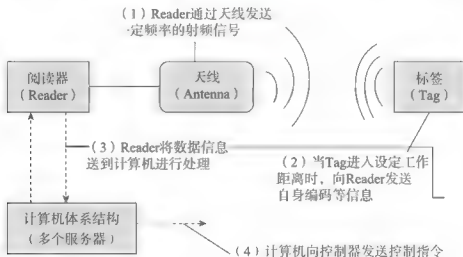 （1）Reader通过天线发送
一定频率的射频信号
阅读器
（Reader）
天线
（Antenna）
标签
（Tag）
（3）Reader将数据信息
送到计算机进行处理
（2）当Tag进入设定工作
距离时，向Reader发送
自身编码等信息
计算机体系结构
（多个服务器）
（4）计算机向控制器发送控制指令